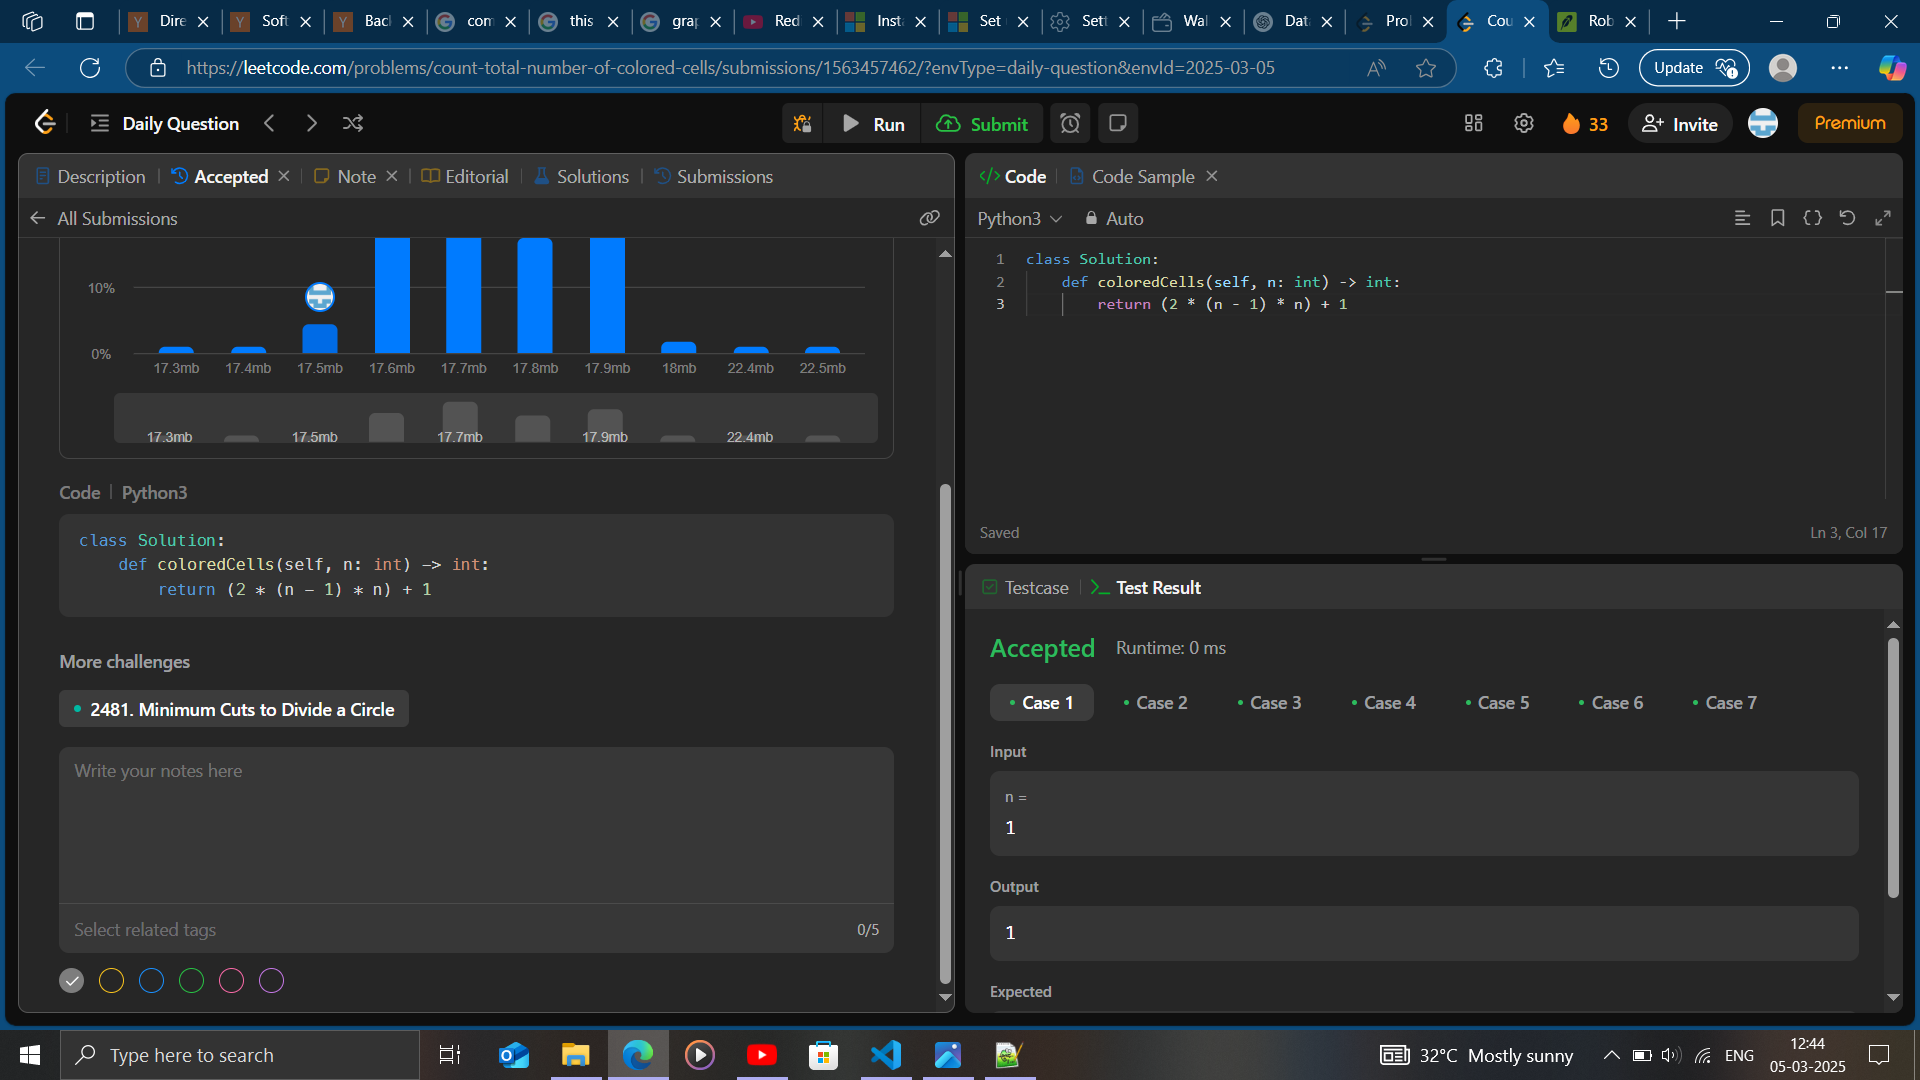 Dire
Soft
Bac
com
this
grap
Redi
Insta
Set
Sett
Wal
Data
Prol
Cou
Rob
https://leetcode.com/problems/count-total-number-of-colored-cells/submissions/1563457462/?envType=daily-question&envId=2025-03-05
Update
Daily Question
Run
Submit
33
Invite
Premium
Description
Accepted
Note
Editorial
Solutions
Submissions
All Submissions
10%
0%
17.3mb 17.4mb 17.5mb 17.6mb 17.7mb 17.8mb 17.9mb 18mb 22.4mb 22.5mb
17.3mb 17.5mb 17.7mb 17.9mb 22.4mb
Code | Python3
class Solution:
def coloredCells(self, n: int) -> int:
return (2 * (n - 1) * n) + 1
More challenges
2481. Minimum Cuts to Divide a Circle
Write your notes here
Select related tags
0/5
Code
Code Sample
Python3
Auto
1 class Solution:
2 def coloredCells(self, n: int) -> int:
3 return (2 * (n - 1) * n) + 1
Saved
Ln 3, Col 17
Testcase
Test Result
Accepted
Runtime: 0 ms
Case 1
Case 2
Case 3
Case 4
Case 5
Case 6
Case 7
Input
n =
1
Output
1
Expected
Type here to search
32°C Mostly sunny
ENG
12:44
05-03-2025